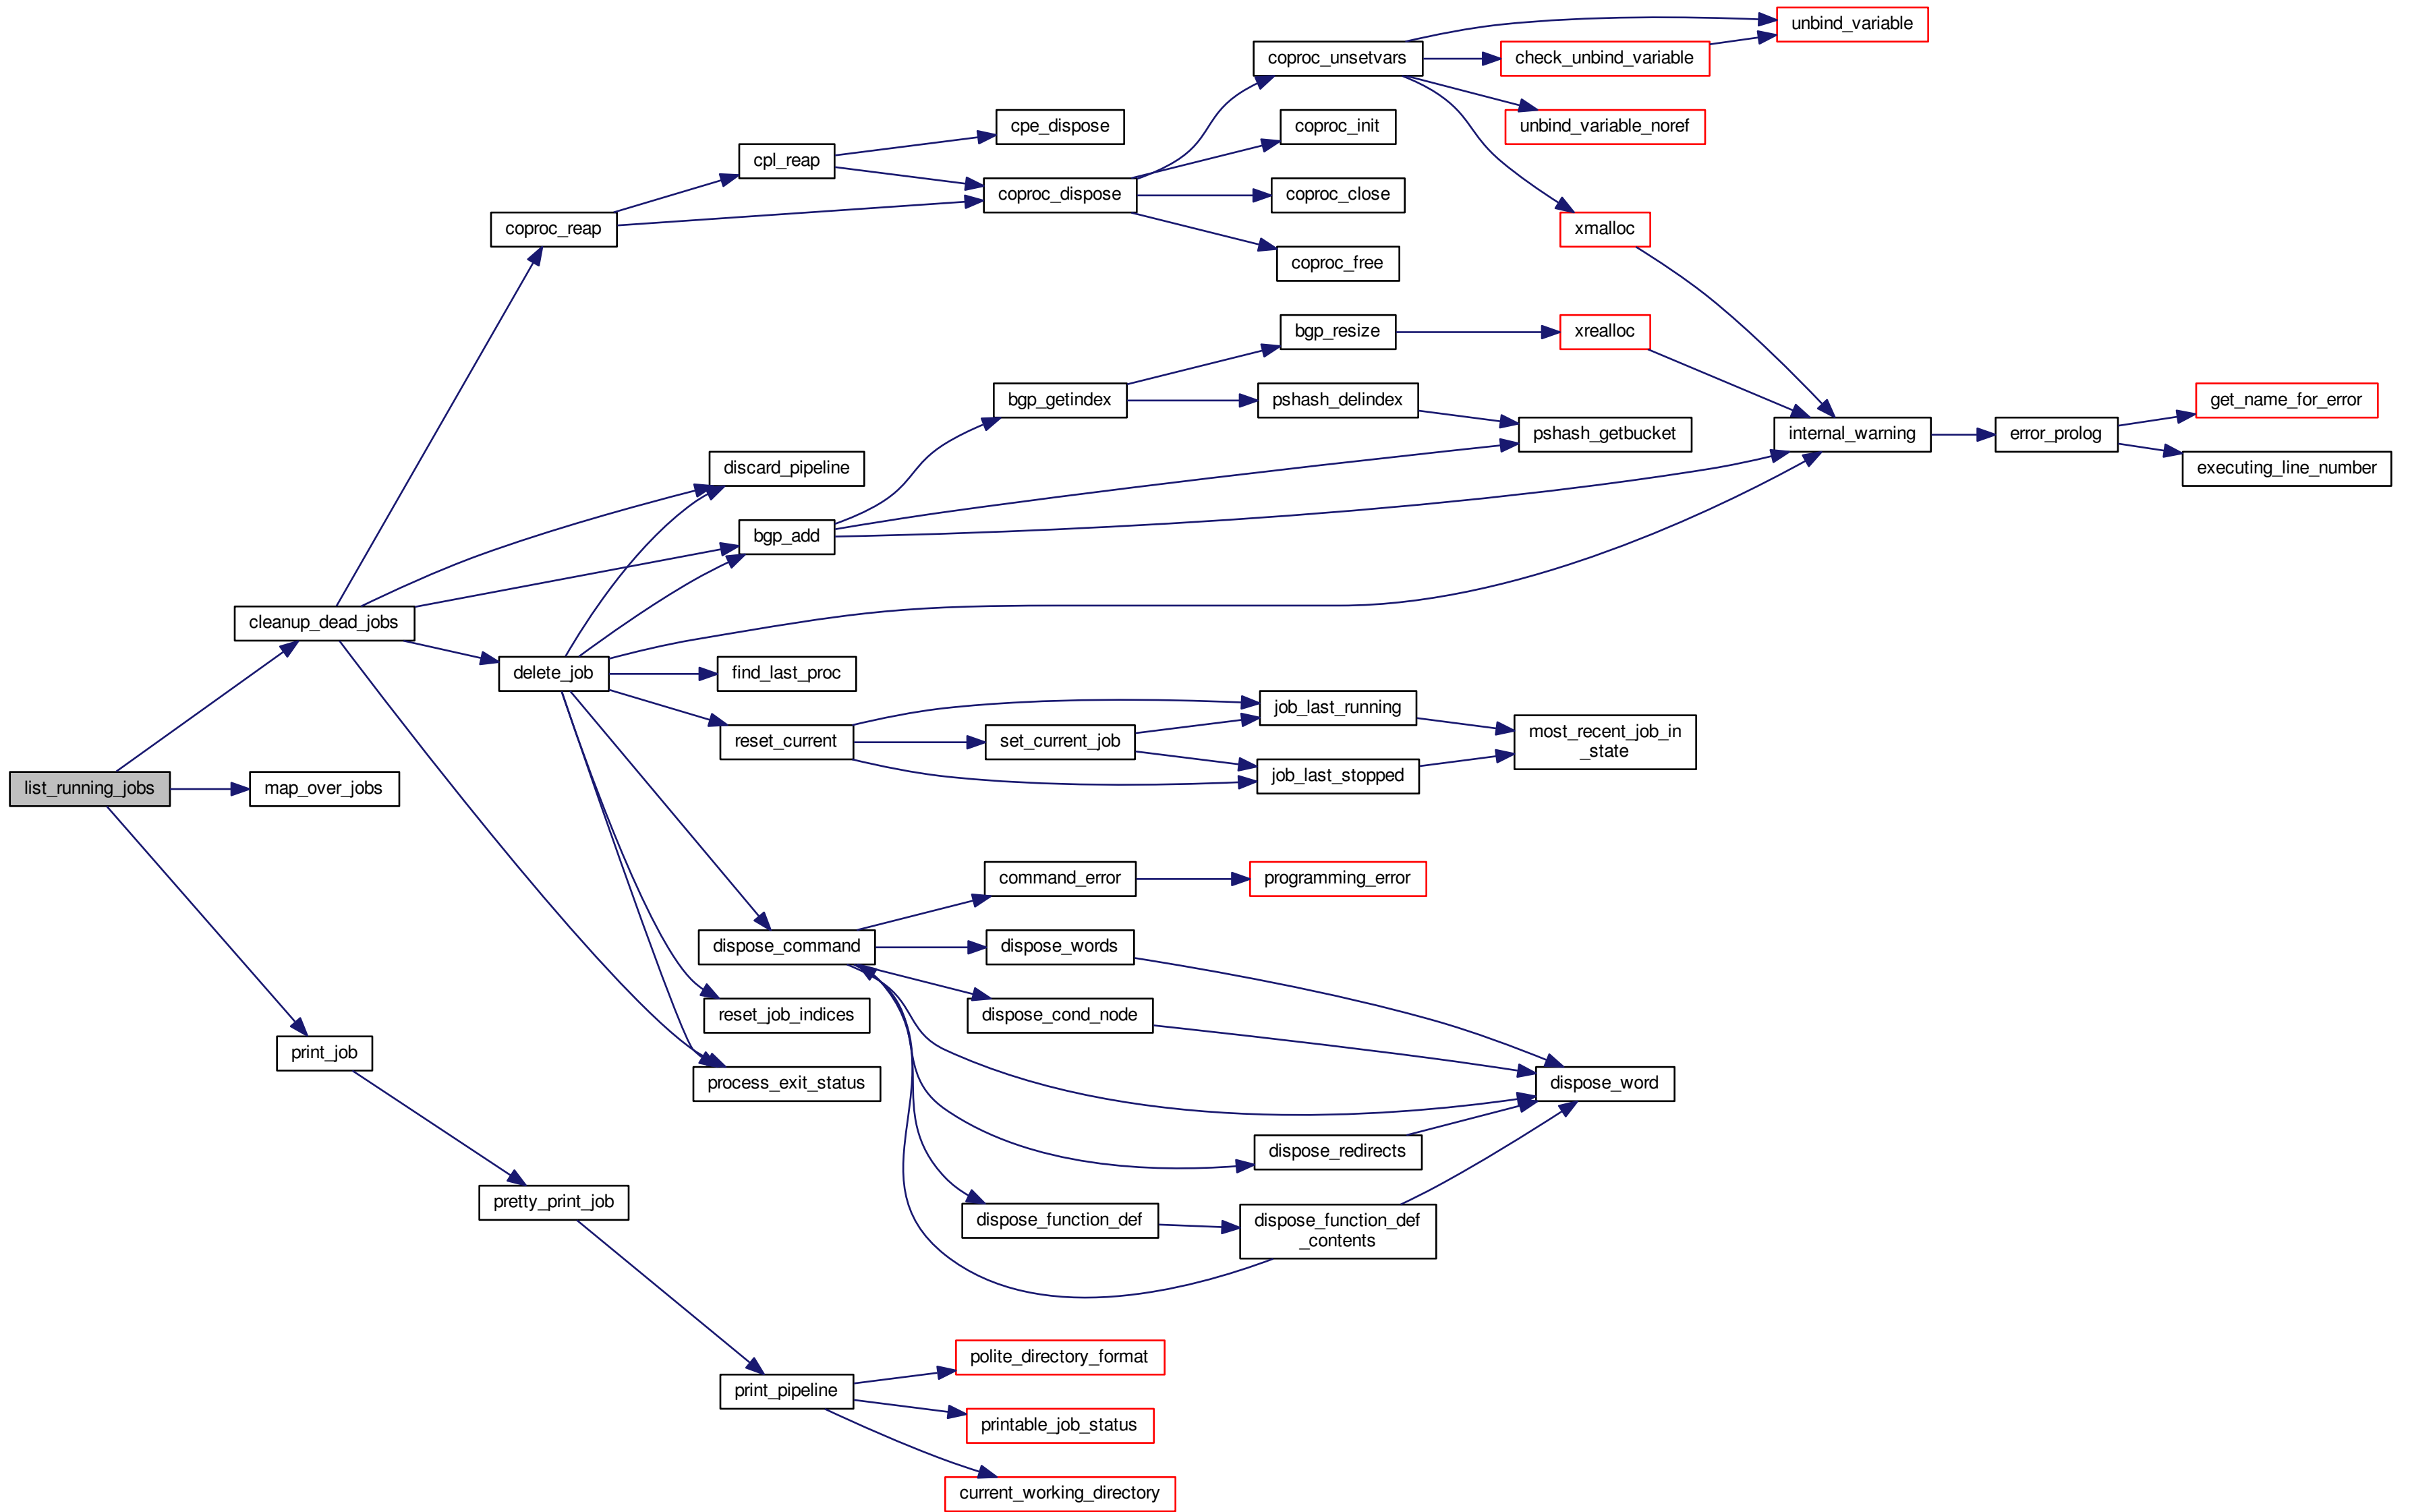 unbind_variable
coproc_unsetvars
check_unbind_variable
cpe_dispose
coproc_init
unbind_variable_noref
cpl_reap
coproc_dispose
coproc_close
coproc_reap
xmalloc
coproc_free
bgp_resize
xrealloc
bgp_getindex
pshash_delindex
get_name_for_error
pshash_getbucket
internal_warning
error_prolog
discard_pipeline
executing_line_number
bgp_add
cleanup_dead_jobs
delete_job
find_last_proc
job_last_running
reset_current
set_current_job
most_recent_job_in
_state
job_last_stopped
list_running_jobs
map_over_jobs
command_error
programming_error
dispose_command
dispose_words
reset_job_indices
dispose_cond_node
print_job
process_exit_status
dispose_word
dispose_redirects
pretty_print_job
dispose_function_def
dispose_function_def
_contents
polite_directory_format
print_pipeline
printable_job_status
current_working_directory